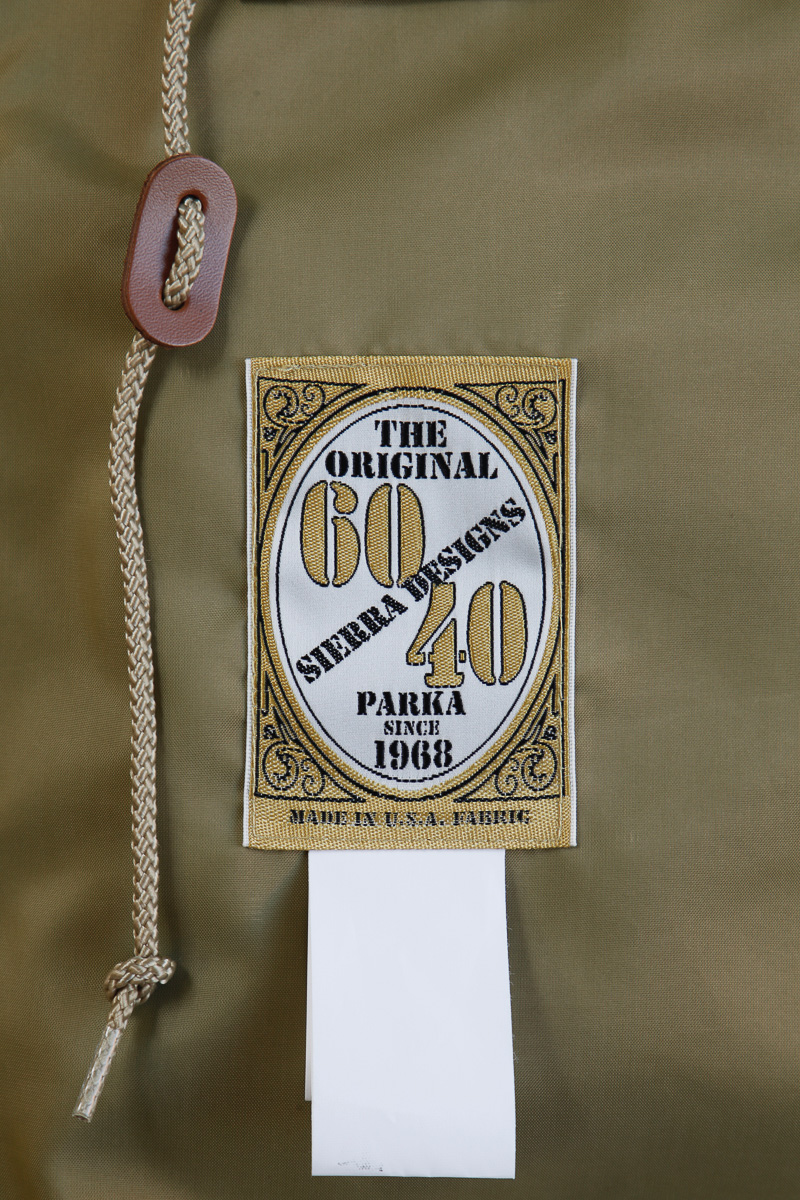 THE
ORIGINAL
60
SIERRA DESIGNS
40
PARKA
SINCE
1968
MADE IN U.S.A. FABRIC